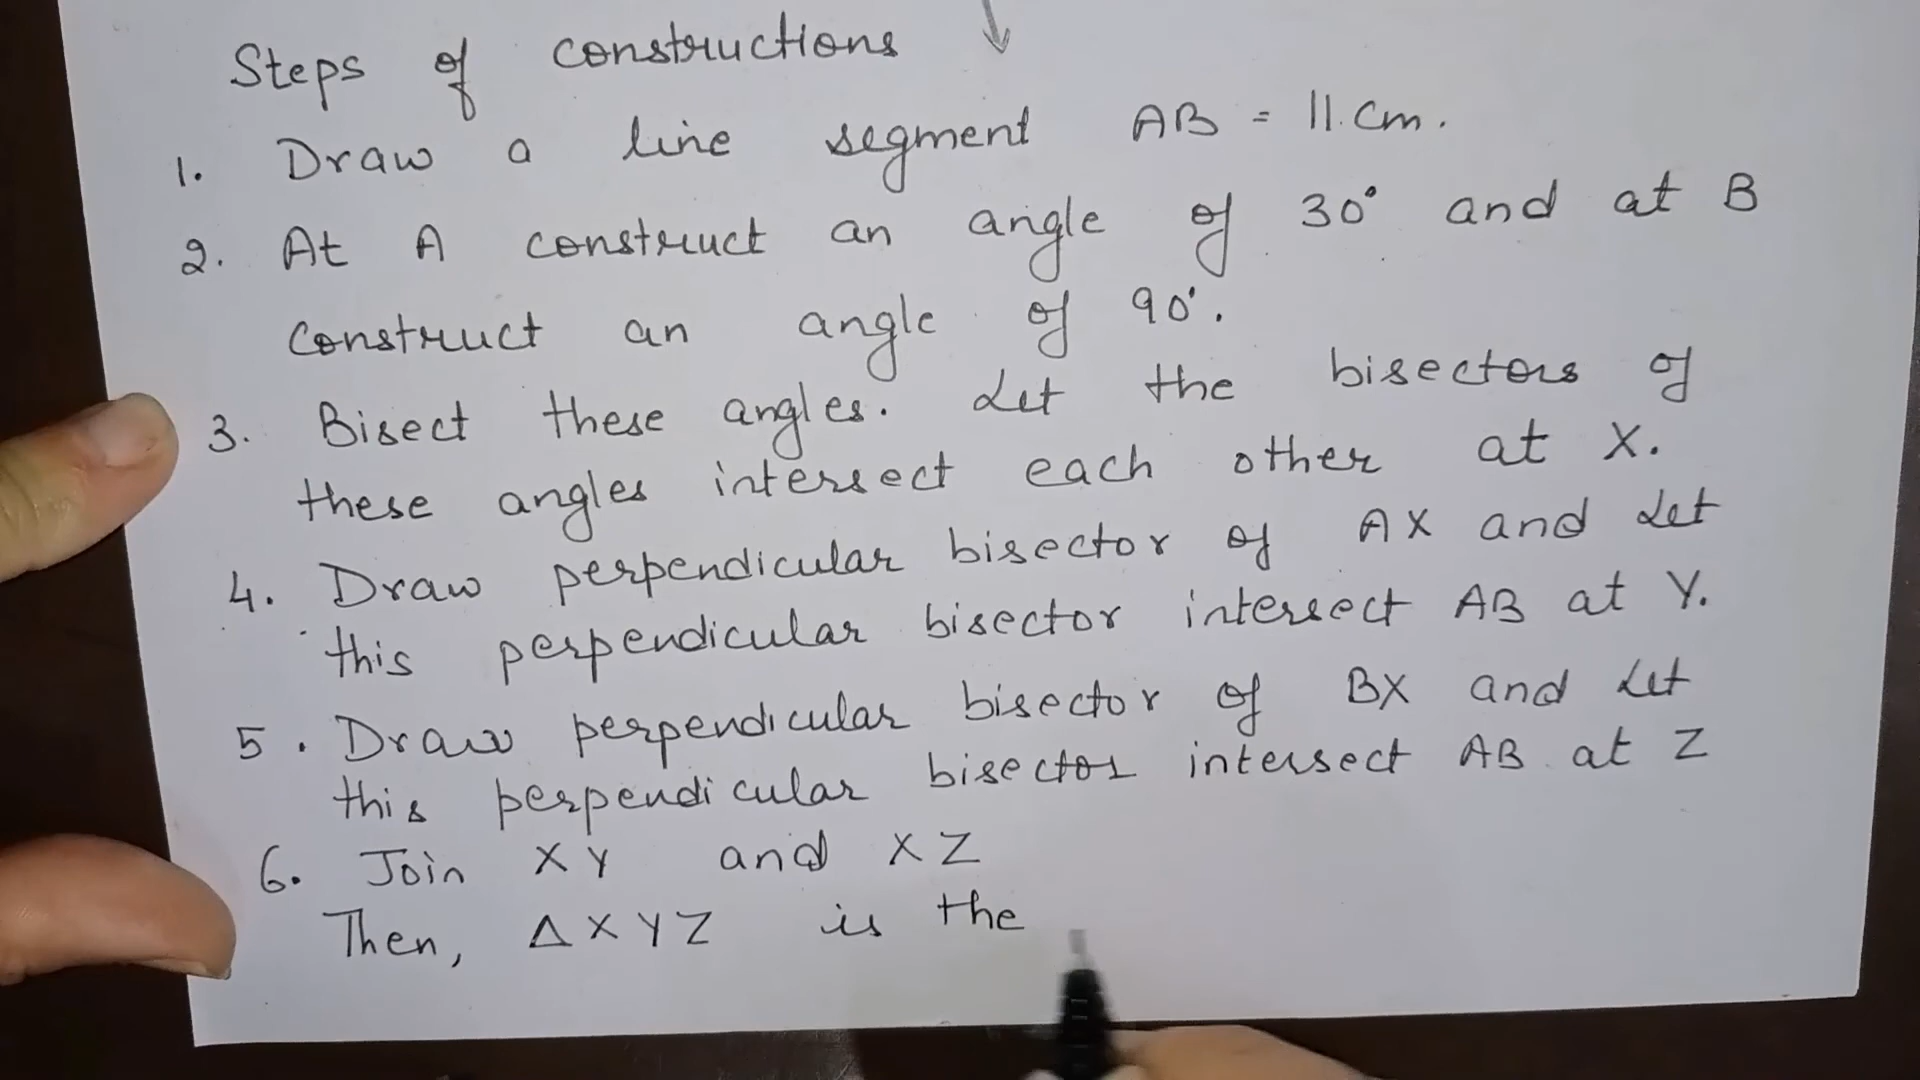 Steps of constructions
1. Draw a line segment AB = 11.cm.
2. At A construct an angle of 30° and at B
construct an angle of 90°.
3. Bisect these angles. Let the bisectors of
these angles intersect each other at X.
4. Draw perpendicular bisector of AX and Let
this perpendicular bisector intersect AB at Y.
5. Draw perpendicular bisector of BX and Let
this perpendicular bisector intersect AB at Z
6. Join XY and XZ
Then, ΔXYZ is the